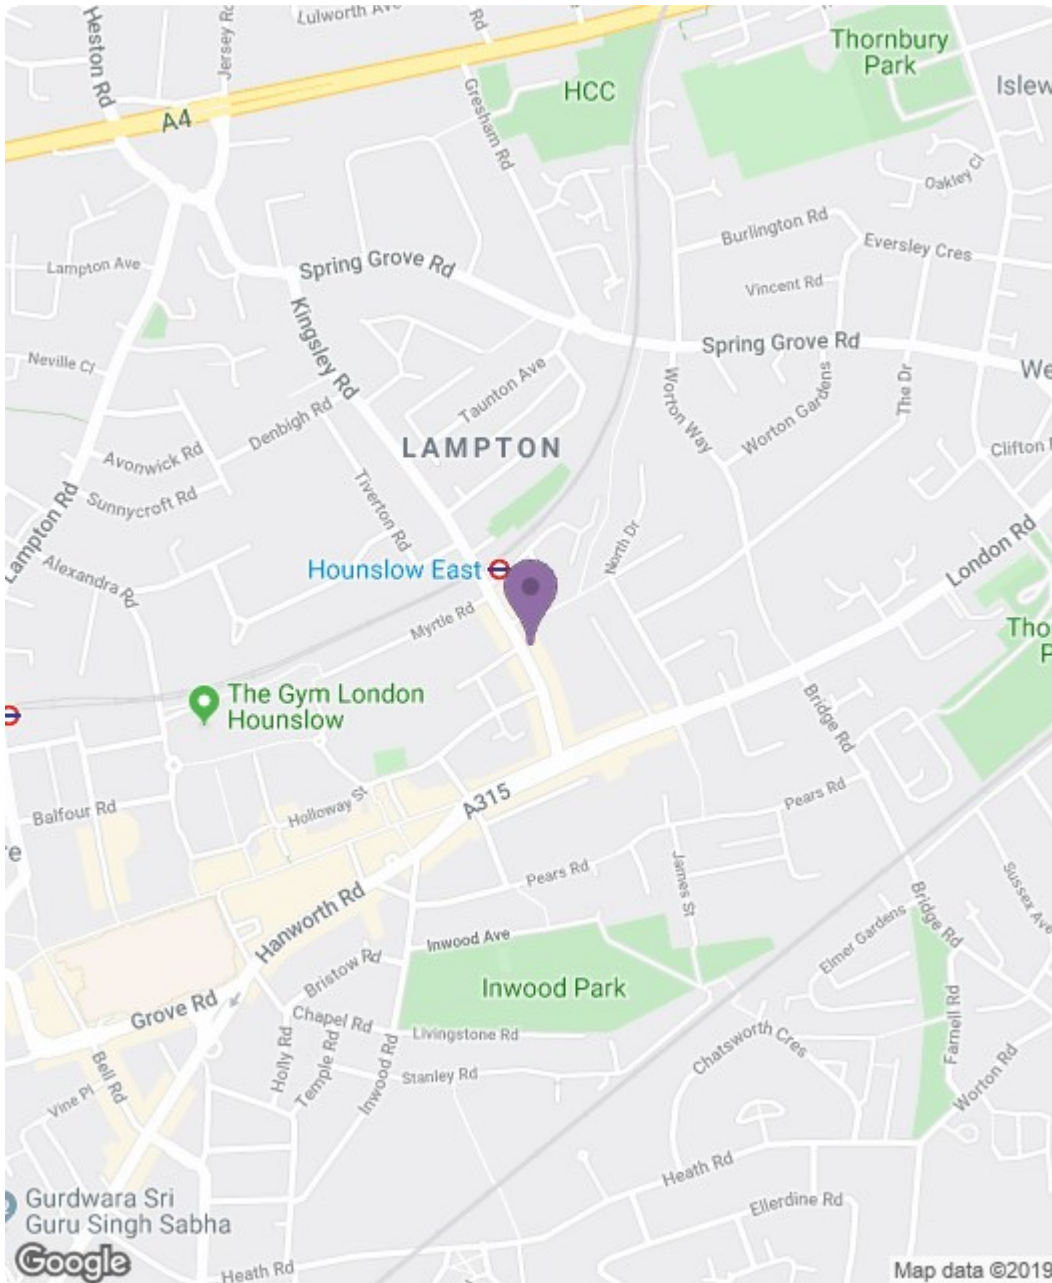 Lulworth Ave
Rd
Heston Rd
Jersey Rd
Thornbury
Park
HCC
Islew
A4
Gresham Rd
Oakley Cl
Burlington Rd
Eversley Cres
Lampton Ave
Spring Grove Rd
Vincent Rd
Kingsley Rd
Spring Grove Rd
Neville Cl
We
Taunton Ave
Worton Way
Worton Gardens
The Dr
Denbigh Rd
LAMPTON
Avonwick Rd
Clifton
Sunnycroft Rd
Tiverton Rd
Lampton Rd
London Rd
North Dr
Alexandra Rd
Hounslow East
Myrtle Rd
Tho
P
The Gym London
Hounslow
Bridge Rd
A315
Pears Rd
Balfour Rd
Holloway St
re
Pears Rd
James St
Sussex Ave
Hanworth Rd
Bridge Rd
Elmer Gardens
Inwood Ave
Bristow Rd
Inwood Park
Grove Rd
Farnell Rd
Chapel Rd
Livingstone Rd
Chatsworth Cres
Holly Rd
Temple Rd
Inwood Rd
Bell Rd
Stanley Rd
Worton Rd
Vine Pl
Heath Rd
Ellerdine Rd
Gurdwara Sri
Guru Singh Sabha
Google
Heath Rd
Map data ©2019